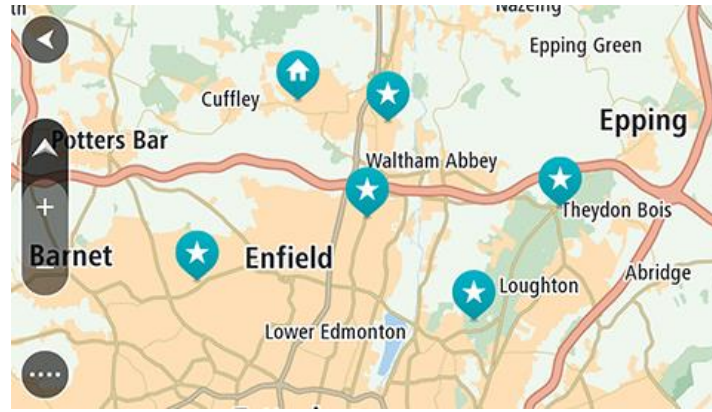 Nazeing
Epping Green
Cuffley
Epping
Potters Bar
Waltham Abbey
Theydon Bois
Barnet
Enfield
Loughton
Abridge
Lower Edmonton